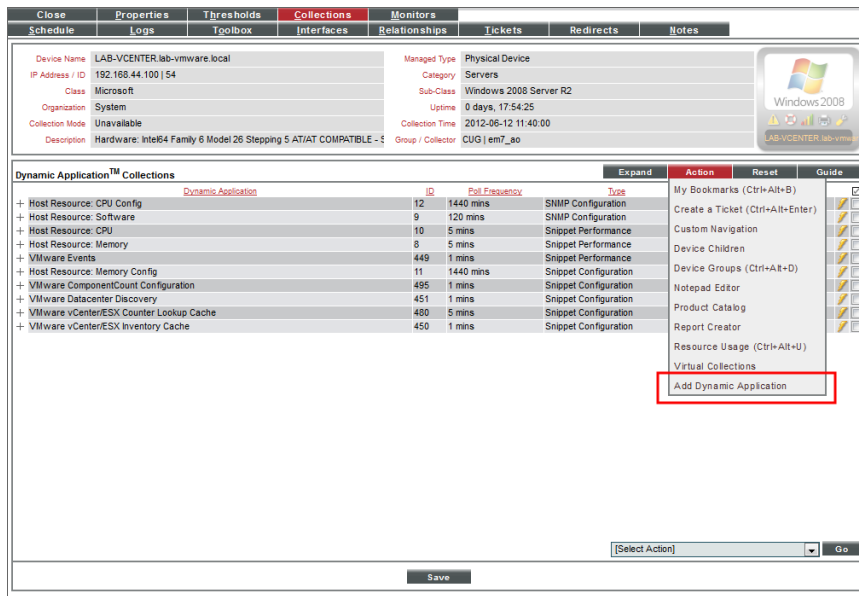 Close Properties Thresholds Collections Monitors
Schedule Logs Toolbox Interfaces Relationships Tickets Redirects Notes
Device Name LAB-VCENTER.lab-vmware.local Managed Type Physical Device
IP Address / ID 192.168.44.100 | 54 Category Servers
Class Microsoft Sub-Class Windows 2008 Server R2
Organization System Uptime 0 days, 17:54:25
Collection Mode Unavailable Collection Time 2012-06-12 11:40:00
Description Hardware: Intel64 Family 6 Model 26 Stepping 5 AT/AT COMPATIBLE - S Group / Collector CUG | em7_ao
Windows 2008
LAB-VCENTER.lab-vmwar
Dynamic Application™ Collections Expand Action Reset Guide
Dynamic Application ID Poll Frequency Type
+ Host Resource: CPU Config 12 1440 mins SNMP Configuration
+ Host Resource: Software 9 120 mins SNMP Configuration
+ Host Resource: CPU 10 5 mins Snippet Performance
+ Host Resource: Memory 8 5 mins Snippet Performance
+ VMware Events 449 1 mins Snippet Performance
+ Host Resource: Memory Config 11 1440 mins Snippet Configuration
+ VMware ComponentCount Configuration 495 1 mins Snippet Configuration
+ VMware Datacenter Discovery 451 1 mins Snippet Configuration
+ VMware vCenter/ESX Counter Lookup Cache 480 5 mins Snippet Configuration
+ VMware vCenter/ESX Inventory Cache 450 1 mins Snippet Configuration
My Bookmarks (Ctrl+Alt+B)
Create a Ticket (Ctrl+Alt+Enter)
Custom Navigation
Device Children
Device Groups (Ctrl+Alt+D)
Notepad Editor
Product Catalog
Report Creator
Resource Usage (Ctrl+Alt+U)
Virtual Collections
Add Dynamic Application
[Select Action] Go
Save